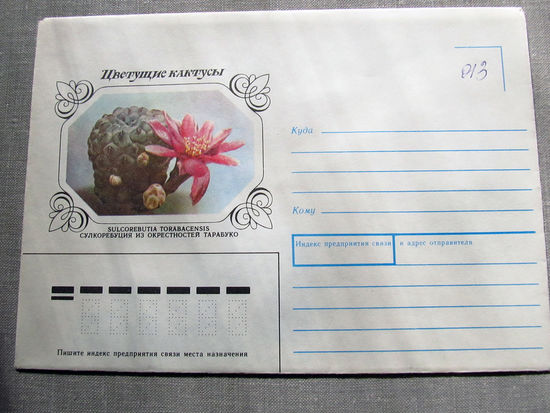 Цветущие кактусы
SULCOREBUTIA TORABACENSIS
СУЛКОРЕБУЦИЯ ИЗ ОКРЕСТНОСТЕЙ ТАРАБУКО
Куда
Кому
Индекс предприятия связи и адрес отправителя
Пишите индекс предприятия связи места назначения